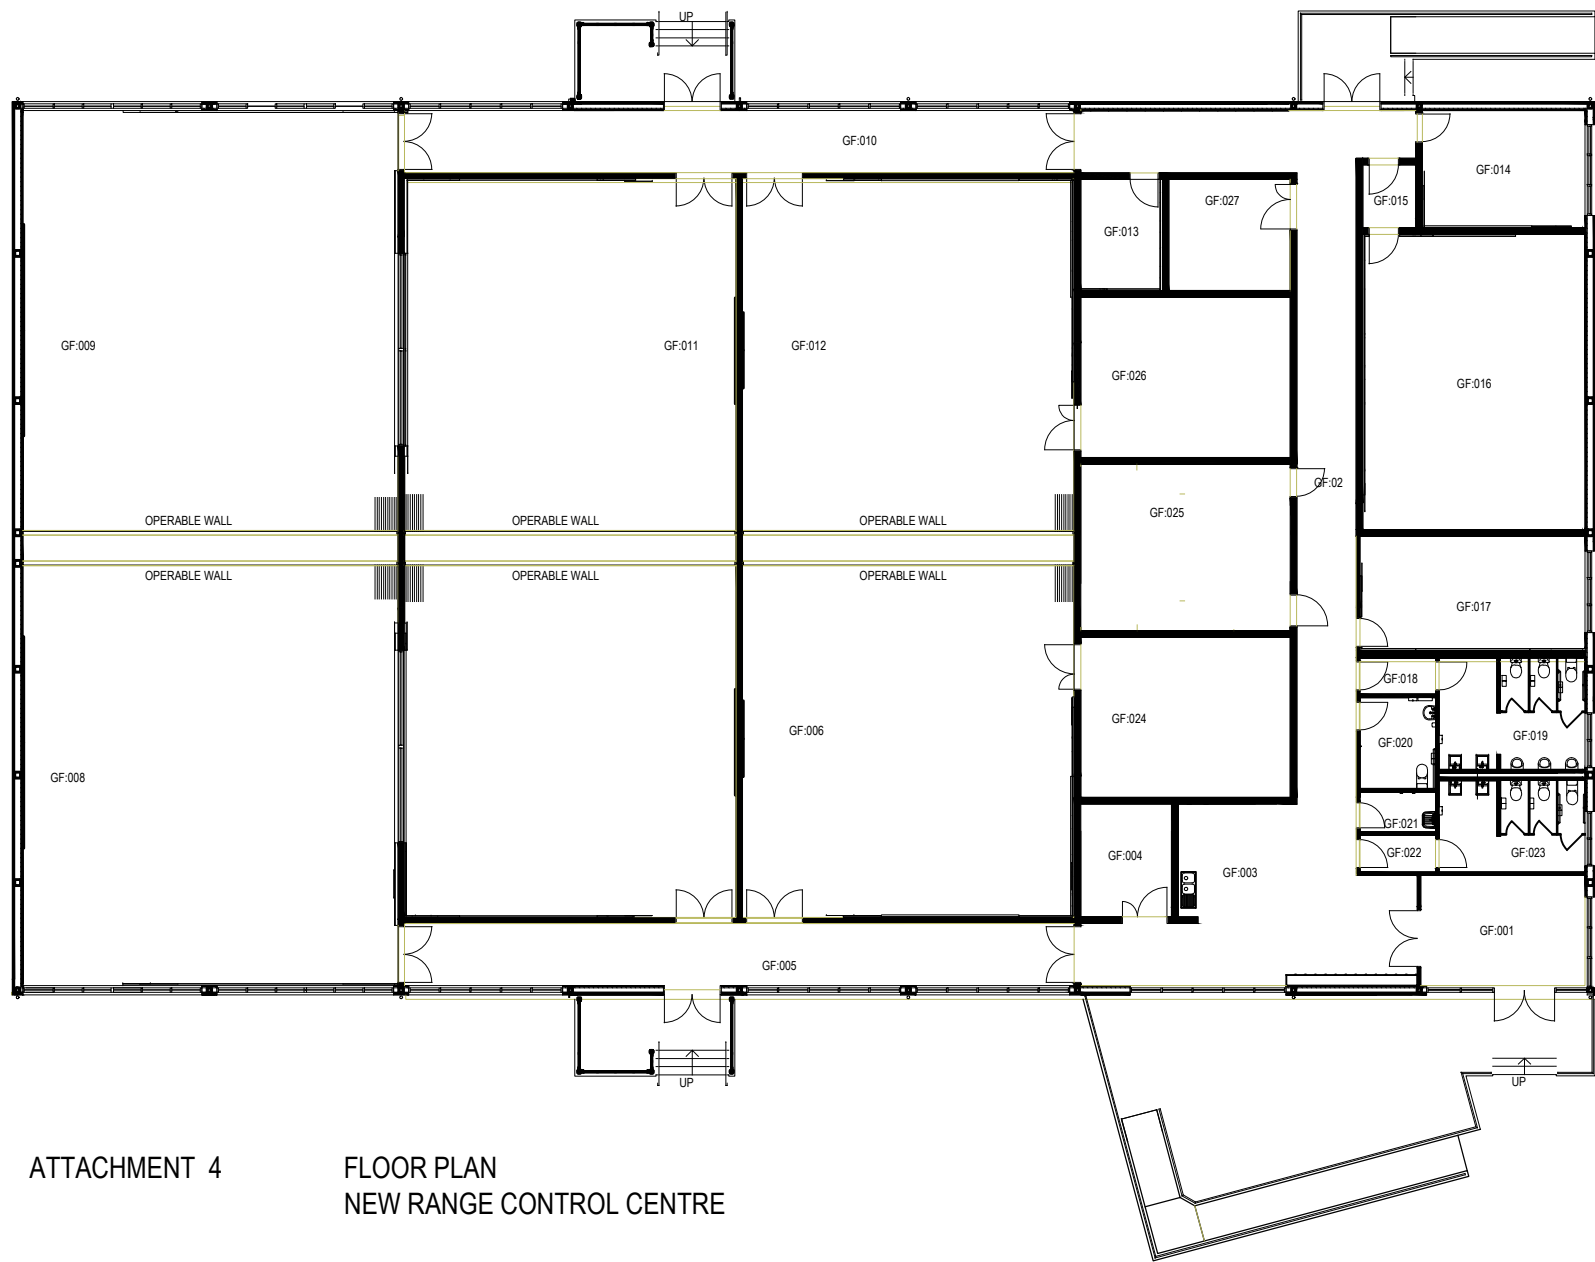 UP
GF:010
GF:014
GF:015
GF:027
GF:013
GF:009
GF:011
GF:012
GF:026
GF:016
GF:02
GF:025
OPERABLE WALL
OPERABLE WALL
OPERABLE WALL
OPERABLE WALL
OPERABLE WALL
OPERABLE WALL
GF:017
GF:018
GF:024
GF:006
GF:020
GF:019
GF:008
GF:021
GF:022
GF:023
GF:004
GF:003
GF:001
GF:005
UP
UP
ATTACHMENT 4
FLOOR PLAN
NEW RANGE CONTROL CENTRE